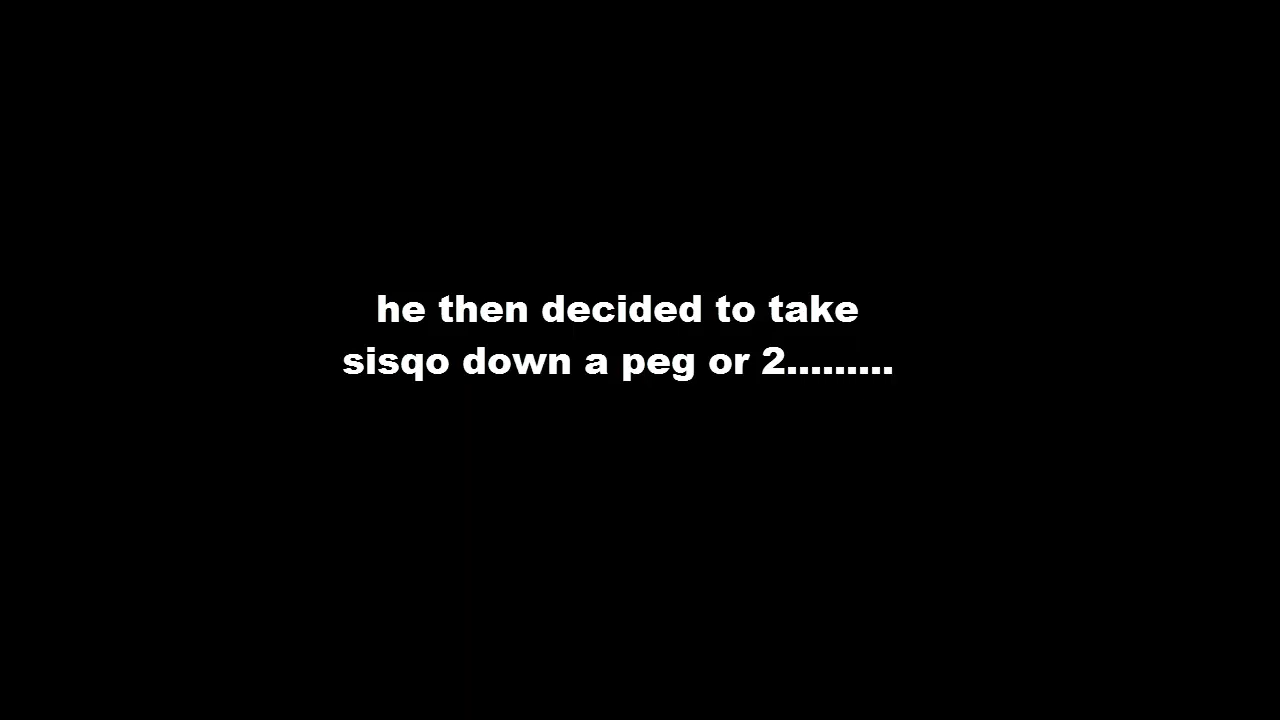 he then decided to take
sisqo down a peg or 2.........